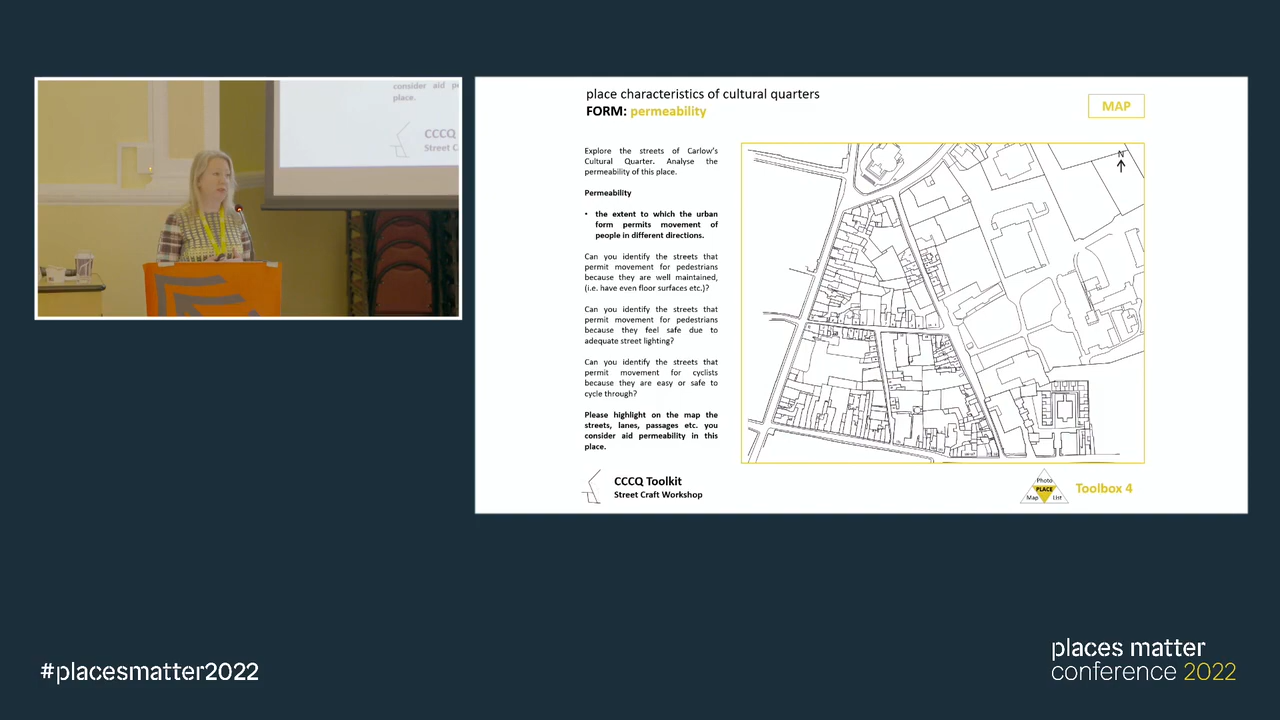 consider aid
place.
CCCQ
Street C
place characteristics of cultural quarters
FORM: permeability
MAP
Explore the streets of Carlow's
Cultural Quarter. Analyse the
permeability of this place.
Permeability
• the extent to which the urban
form permits movement of
people in different directions.
Can you identify the streets that
permit movement for pedestrians
because they are well maintained,
(i.e. have even floor surfaces etc.)?
Can you identify the streets that
permit movement for pedestrians
because they feel safe due to
adequate street lighting?
Can you identify the streets that
permit movement for cyclists
because they are easy or safe to
cycle through?
Please highlight on the map the
streets, lanes, passages etc. you
consider aid permeability in this
place.
N
CCCQ Toolkit
Street Craft Workshop
Photo
PLACE
Map List
Toolbox 4
#placesmatter2022
places matter
conference 2022